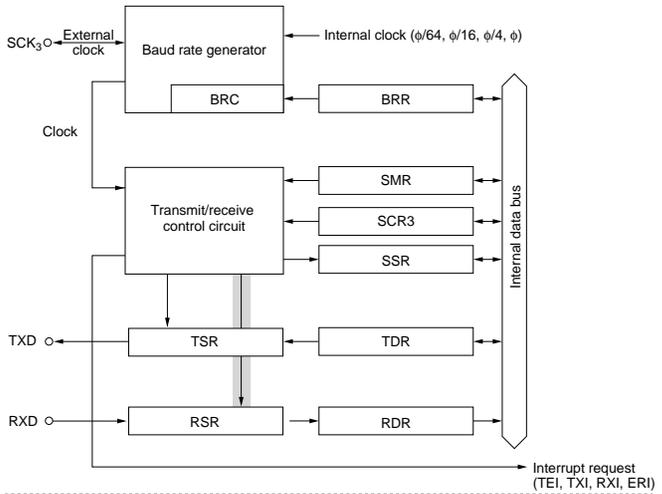 SCK3
External
clock
Baud rate generator
Internal clock (ϕ/64, ϕ/16, ϕ/4, ϕ)
BRC
BRR
Clock
Transmit/receive
control circuit
SMR
SCR3
SSR
Internal data bus
TXD
TSR
TDR
RXD
RSR
RDR
Interrupt request
(TEI, TXI, RXI, ERI)